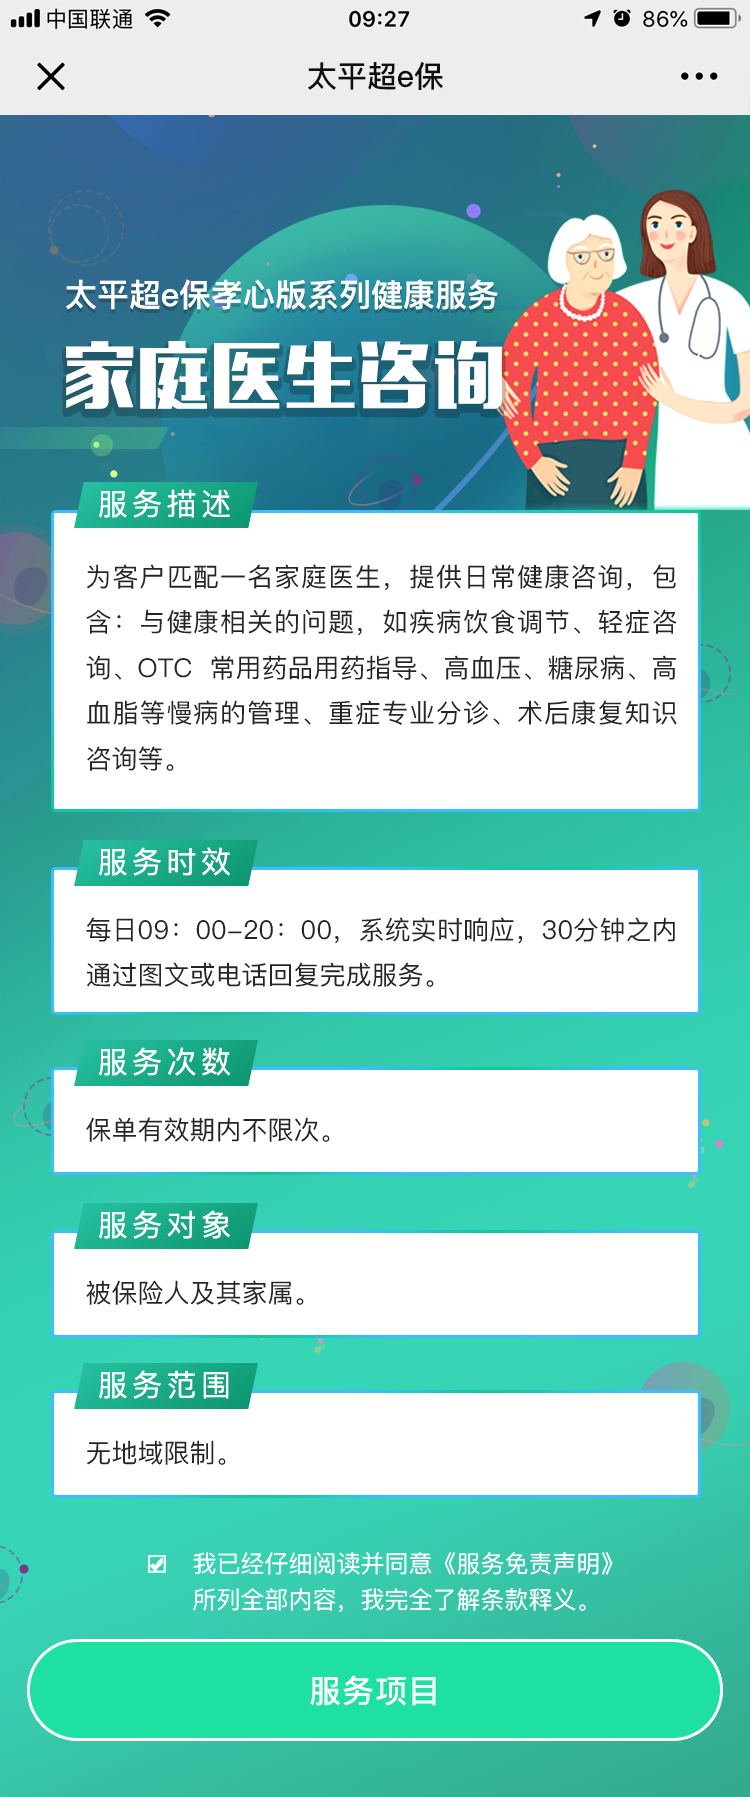 中国联通
09:27
86%
太平超e保
太平超e保孝心版系列健康服务
家庭医生咨询
服务描述
为客户匹配一名家庭医生，提供日常健康咨询，包
含：与健康相关的问题，如疾病饮食调节、轻症咨
询、OTC 常用药品用药指导、高血压、糖尿病、高
血脂等慢病的管理、重症专业分诊、术后康复知识
咨询等。
服务时效
每日09：00-20：00，系统实时响应，30分钟之内
通过图文或电话回复完成服务。
服务次数
保单有效期内不限次。
服务对象
被保险人及其家属。
服务范围
无地域限制。
我已经仔细阅读并同意《服务免责声明》
所列全部内容，我完全了解条款释义。
服务项目